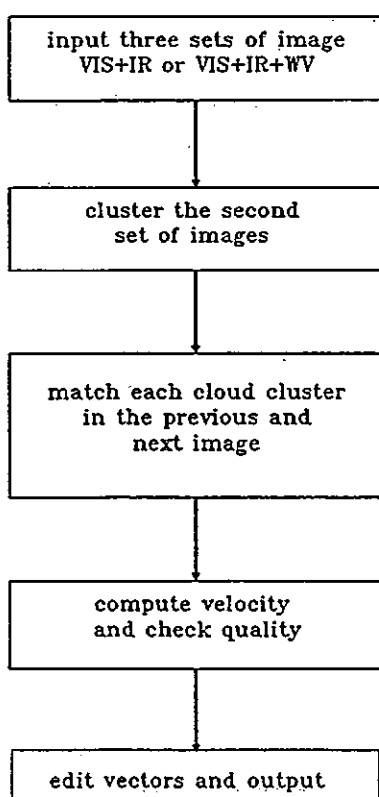 input three sets of image
VIS+IR or VIS+IR+WV
cluster the second
set of images
match each cloud cluster
in the previous and
next image
compute velocity
and check quality
edit vectors and output